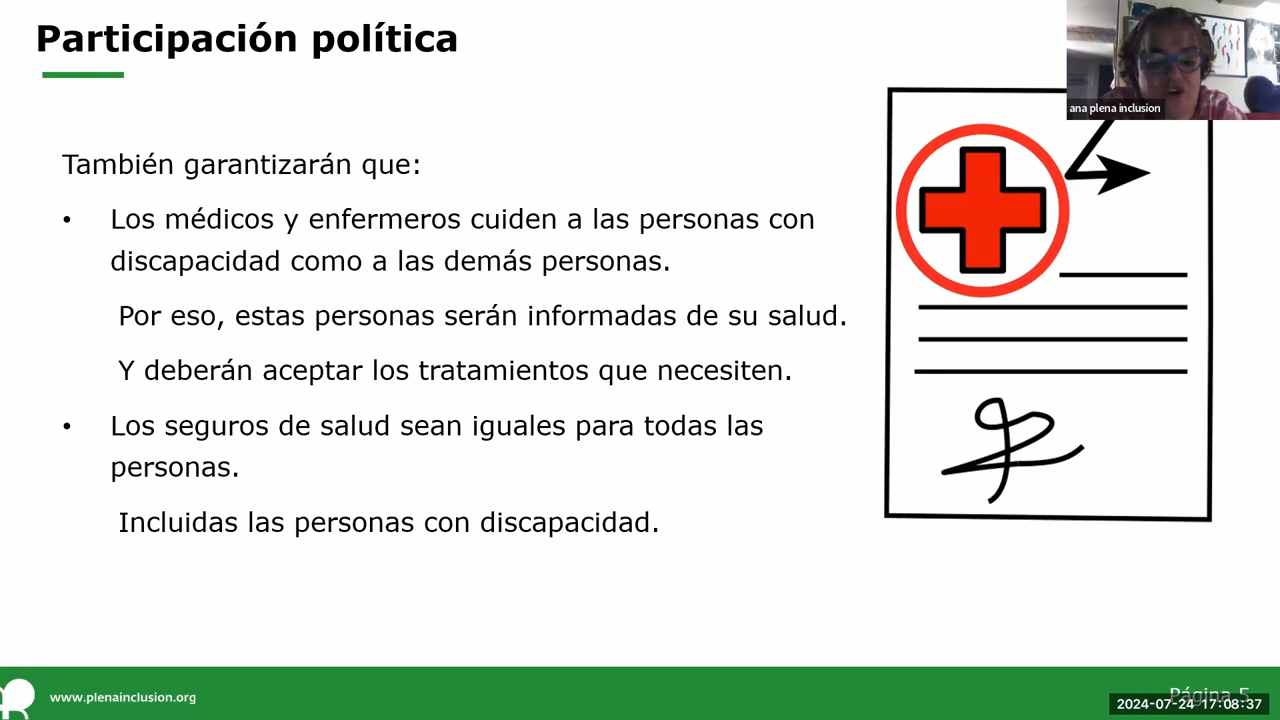 Participación política
ana plena inclusion
También garantizarán que:
• Los médicos y enfermeros cuiden a las personas con
discapacidad como a las demás personas.
Por eso, estas personas serán informadas de su salud.
Y deberán aceptar los tratamientos que necesiten.
• Los seguros de salud sean iguales para todas las
personas.
Incluidas las personas con discapacidad.
www.plenainclusion.org
Página 5
2024-07-24 17:08:37